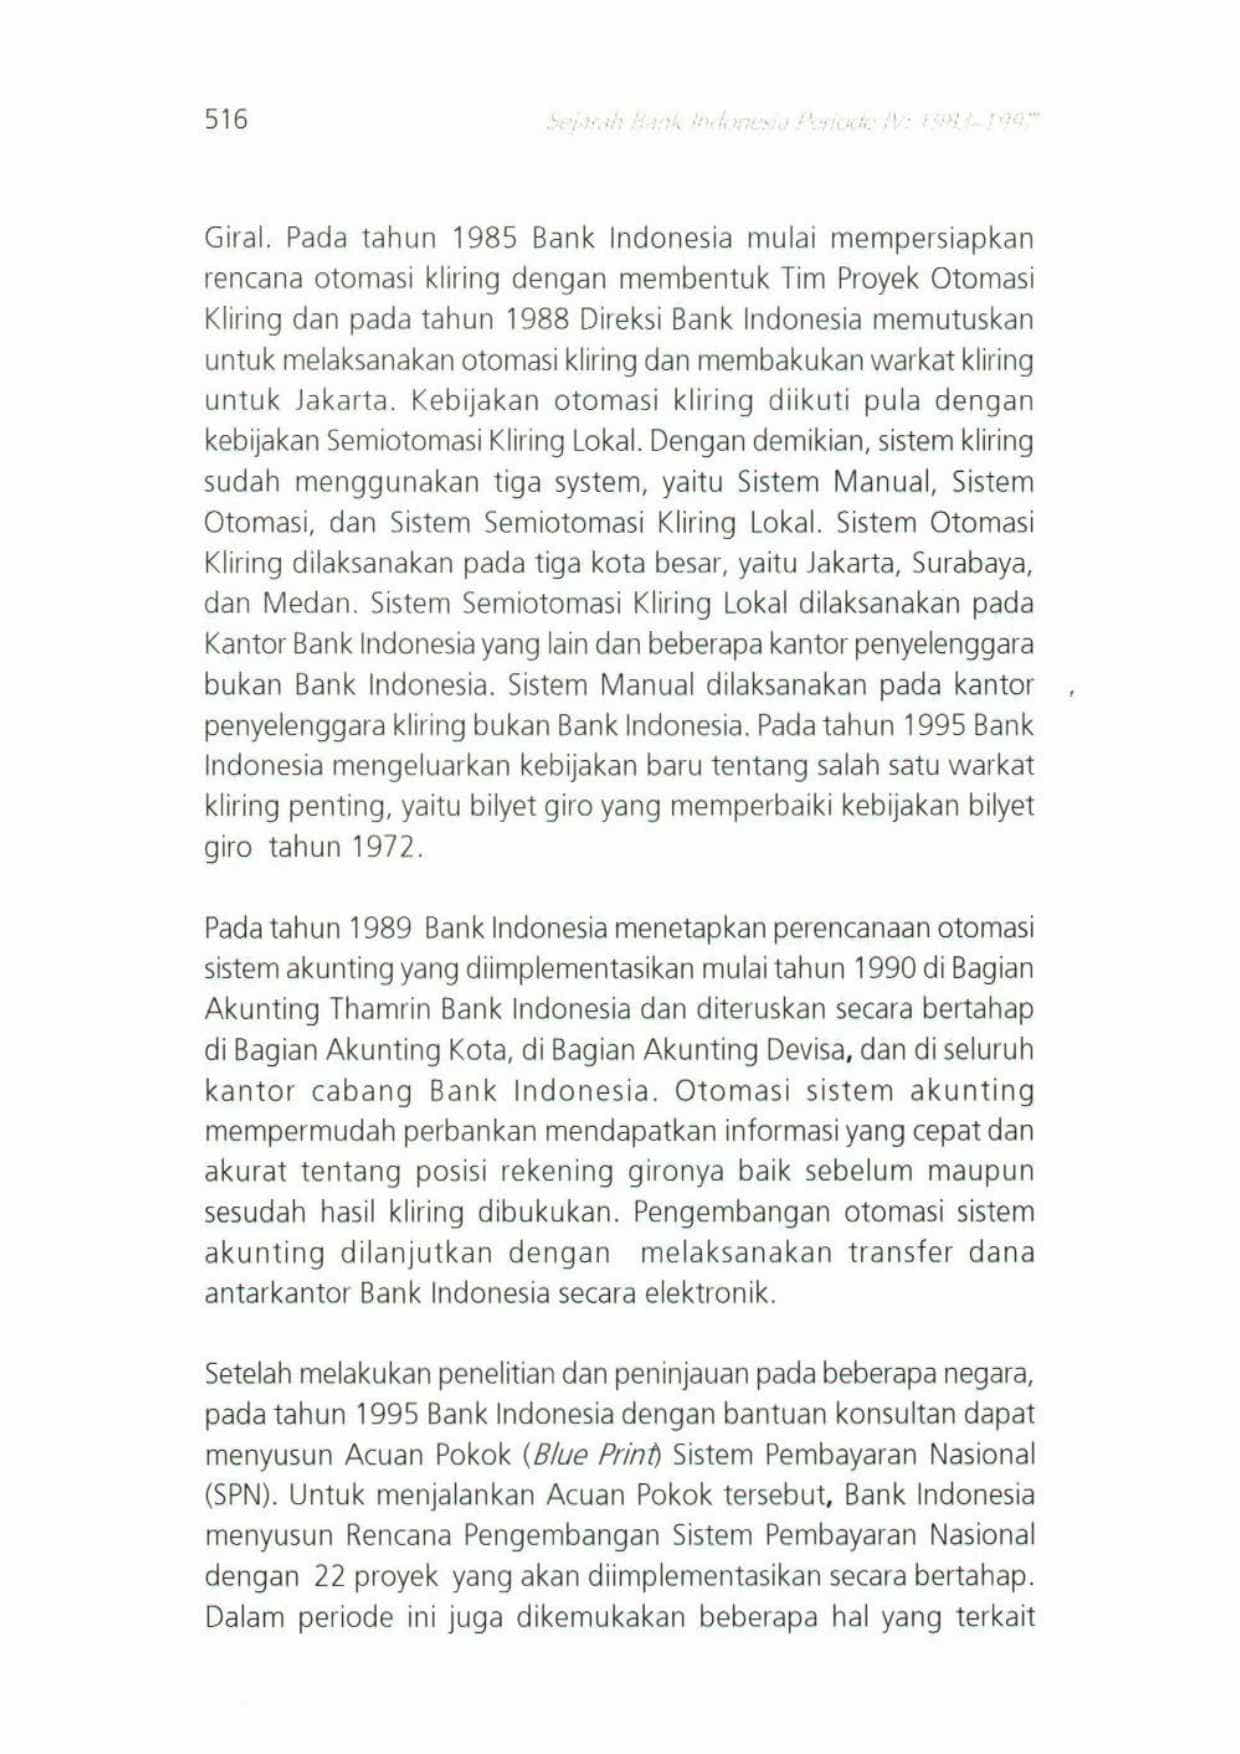 516
Sejarah Bank Indonesia Periode IV: 1983–1997
Giral. Pada tahun 1985 Bank Indonesia mulai mempersiapkan
rencana otomasi kliring dengan membentuk Tim Proyek Otomasi
Kliring dan pada tahun 1988 Direksi Bank Indonesia memutuskan
untuk melaksanakan otomasi kliring dan membakukan warkat kliring
untuk Jakarta. Kebijakan otomasi kliring diikuti pula dengan
kebijakan Semiotomasi Kliring Lokal. Dengan demikian, sistem kliring
sudah menggunakan tiga system, yaitu Sistem Manual, Sistem
Otomasi, dan Sistem Semiotomasi Kliring Lokal. Sistem Otomasi
Kliring dilaksanakan pada tiga kota besar, yaitu Jakarta, Surabaya,
dan Medan. Sistem Semiotomasi Kliring Lokal dilaksanakan pada
Kantor Bank Indonesia yang lain dan beberapa kantor penyelenggara
bukan Bank Indonesia. Sistem Manual dilaksanakan pada kantor
penyelenggara kliring bukan Bank Indonesia. Pada tahun 1995 Bank
Indonesia mengeluarkan kebijakan baru tentang salah satu warkat
kliring penting, yaitu bilyet giro yang memperbaiki kebijakan bilyet
giro tahun 1972.
Pada tahun 1989 Bank Indonesia menetapkan perencanaan otomasi
sistem akunting yang diimplementasikan mulai tahun 1990 di Bagian
Akunting Thamrin Bank Indonesia dan diteruskan secara bertahap
di Bagian Akunting Kota, di Bagian Akunting Devisa, dan di seluruh
kantor cabang Bank Indonesia. Otomasi sistem akunting
mempermudah perbankan mendapatkan informasi yang cepat dan
akurat tentang posisi rekening gironya baik sebelum maupun
sesudah hasil kliring dibukukan. Pengembangan otomasi sistem
akunting dilanjutkan dengan melaksanakan transfer dana
antarkantor Bank Indonesia secara elektronik.
Setelah melakukan penelitian dan peninjauan pada beberapa negara,
pada tahun 1995 Bank Indonesia dengan bantuan konsultan dapat
menyusun Acuan Pokok (Blue Print) Sistem Pembayaran Nasional
(SPN). Untuk menjalankan Acuan Pokok tersebut, Bank Indonesia
menyusun Rencana Pengembangan Sistem Pembayaran Nasional
dengan 22 proyek yang akan diimplementasikan secara bertahap.
Dalam periode ini juga dikemukakan beberapa hal yang terkait